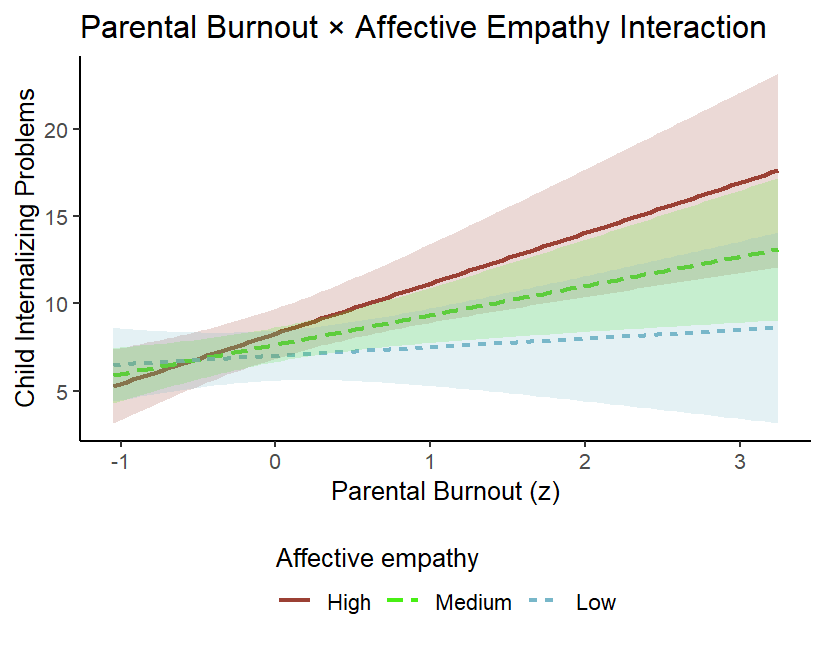 Parental Burnout × Affective Empathy Interaction
Child Internalizing Problems
20
15
10
5
-1 0 1 2 3
Parental Burnout (z)
Affective empathy
High Medium Low